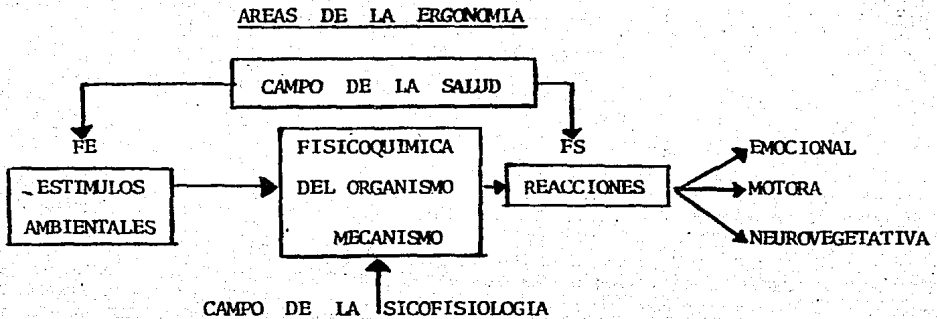 AREAS DE LA ERGONOMIA
CAMPO DE LA SALUD
FE
FS
ESTIMULOS
AMBIENTALES
FISICOQUIMICA
DEL ORGANISMO
MECANISMO
REACCIONES
EMOCIONAL
MOTORA
NEUROVEGETATIVA
CAMPO DE LA SICOFISIOLOGIA